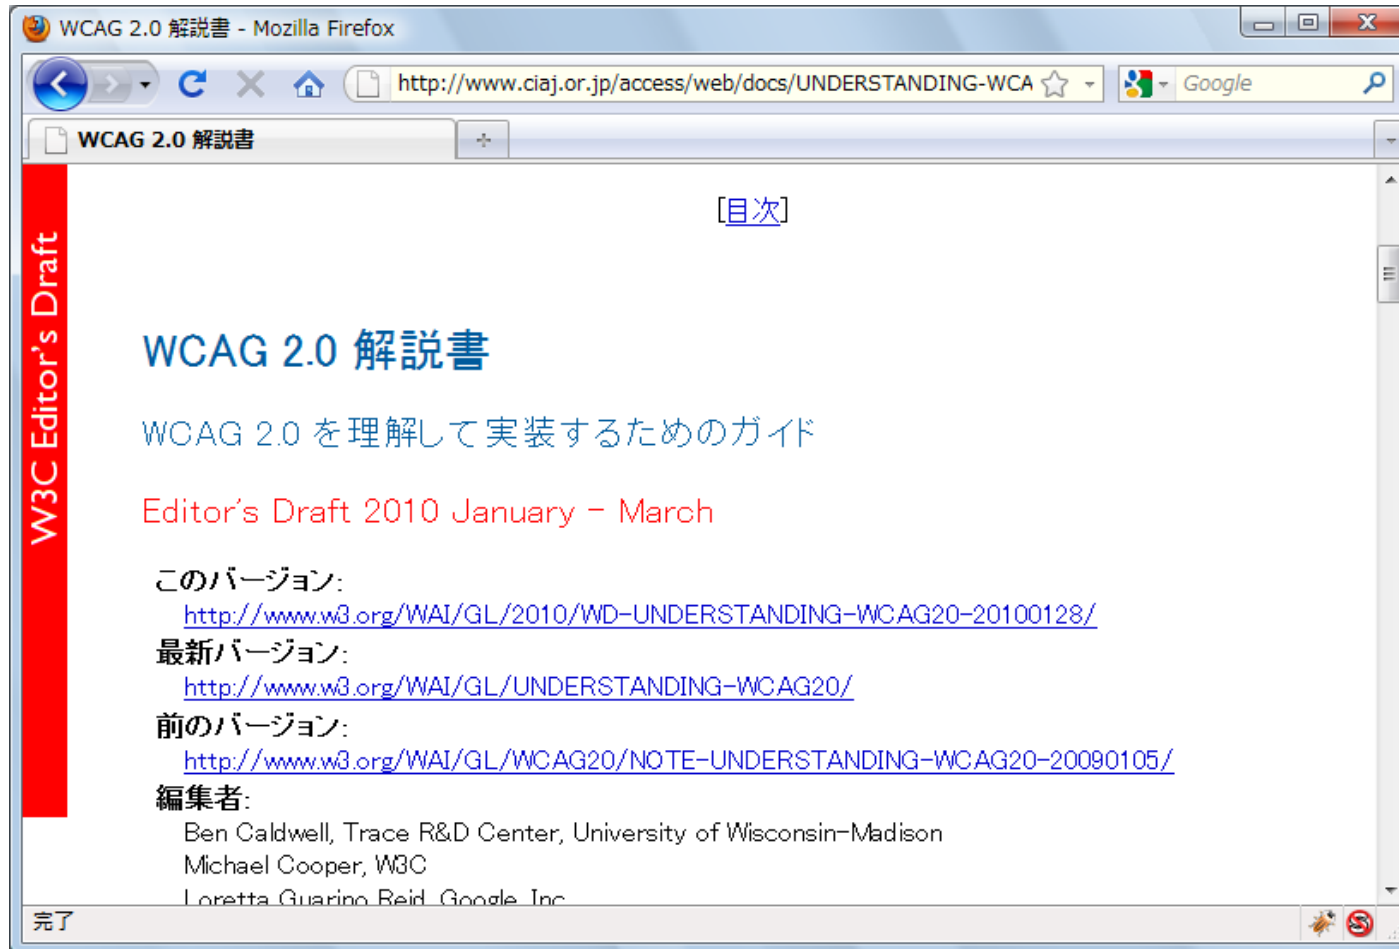 WCAG 2.0 解説書 - Mozilla Firefox
http://www.ciaj.or.jp/access/web/docs/UNDERSTANDING-WCA
Google
WCAG 2.0 解説書
W3C Editor's Draft
[目次]
WCAG 2.0 解説書
WCAG 2.0 を理解して実装するためのガイド
Editor's Draft 2010 January - March
このバージョン:
http://www.w3.org/WAI/GL/2010/WD-UNDERSTANDING-WCAG20-20100128/
最新バージョン:
http://www.w3.org/WAI/GL/UNDERSTANDING-WCAG20/
前のバージョン:
http://www.w3.org/WAI/GL/WCAG20/NOTE-UNDERSTANDING-WCAG20-20090105/
編集者:
Ben Caldwell, Trace R&D Center, University of Wisconsin-Madison
Michael Cooper, W3C
Loretta Guarino Reid, Google, Inc.
完了